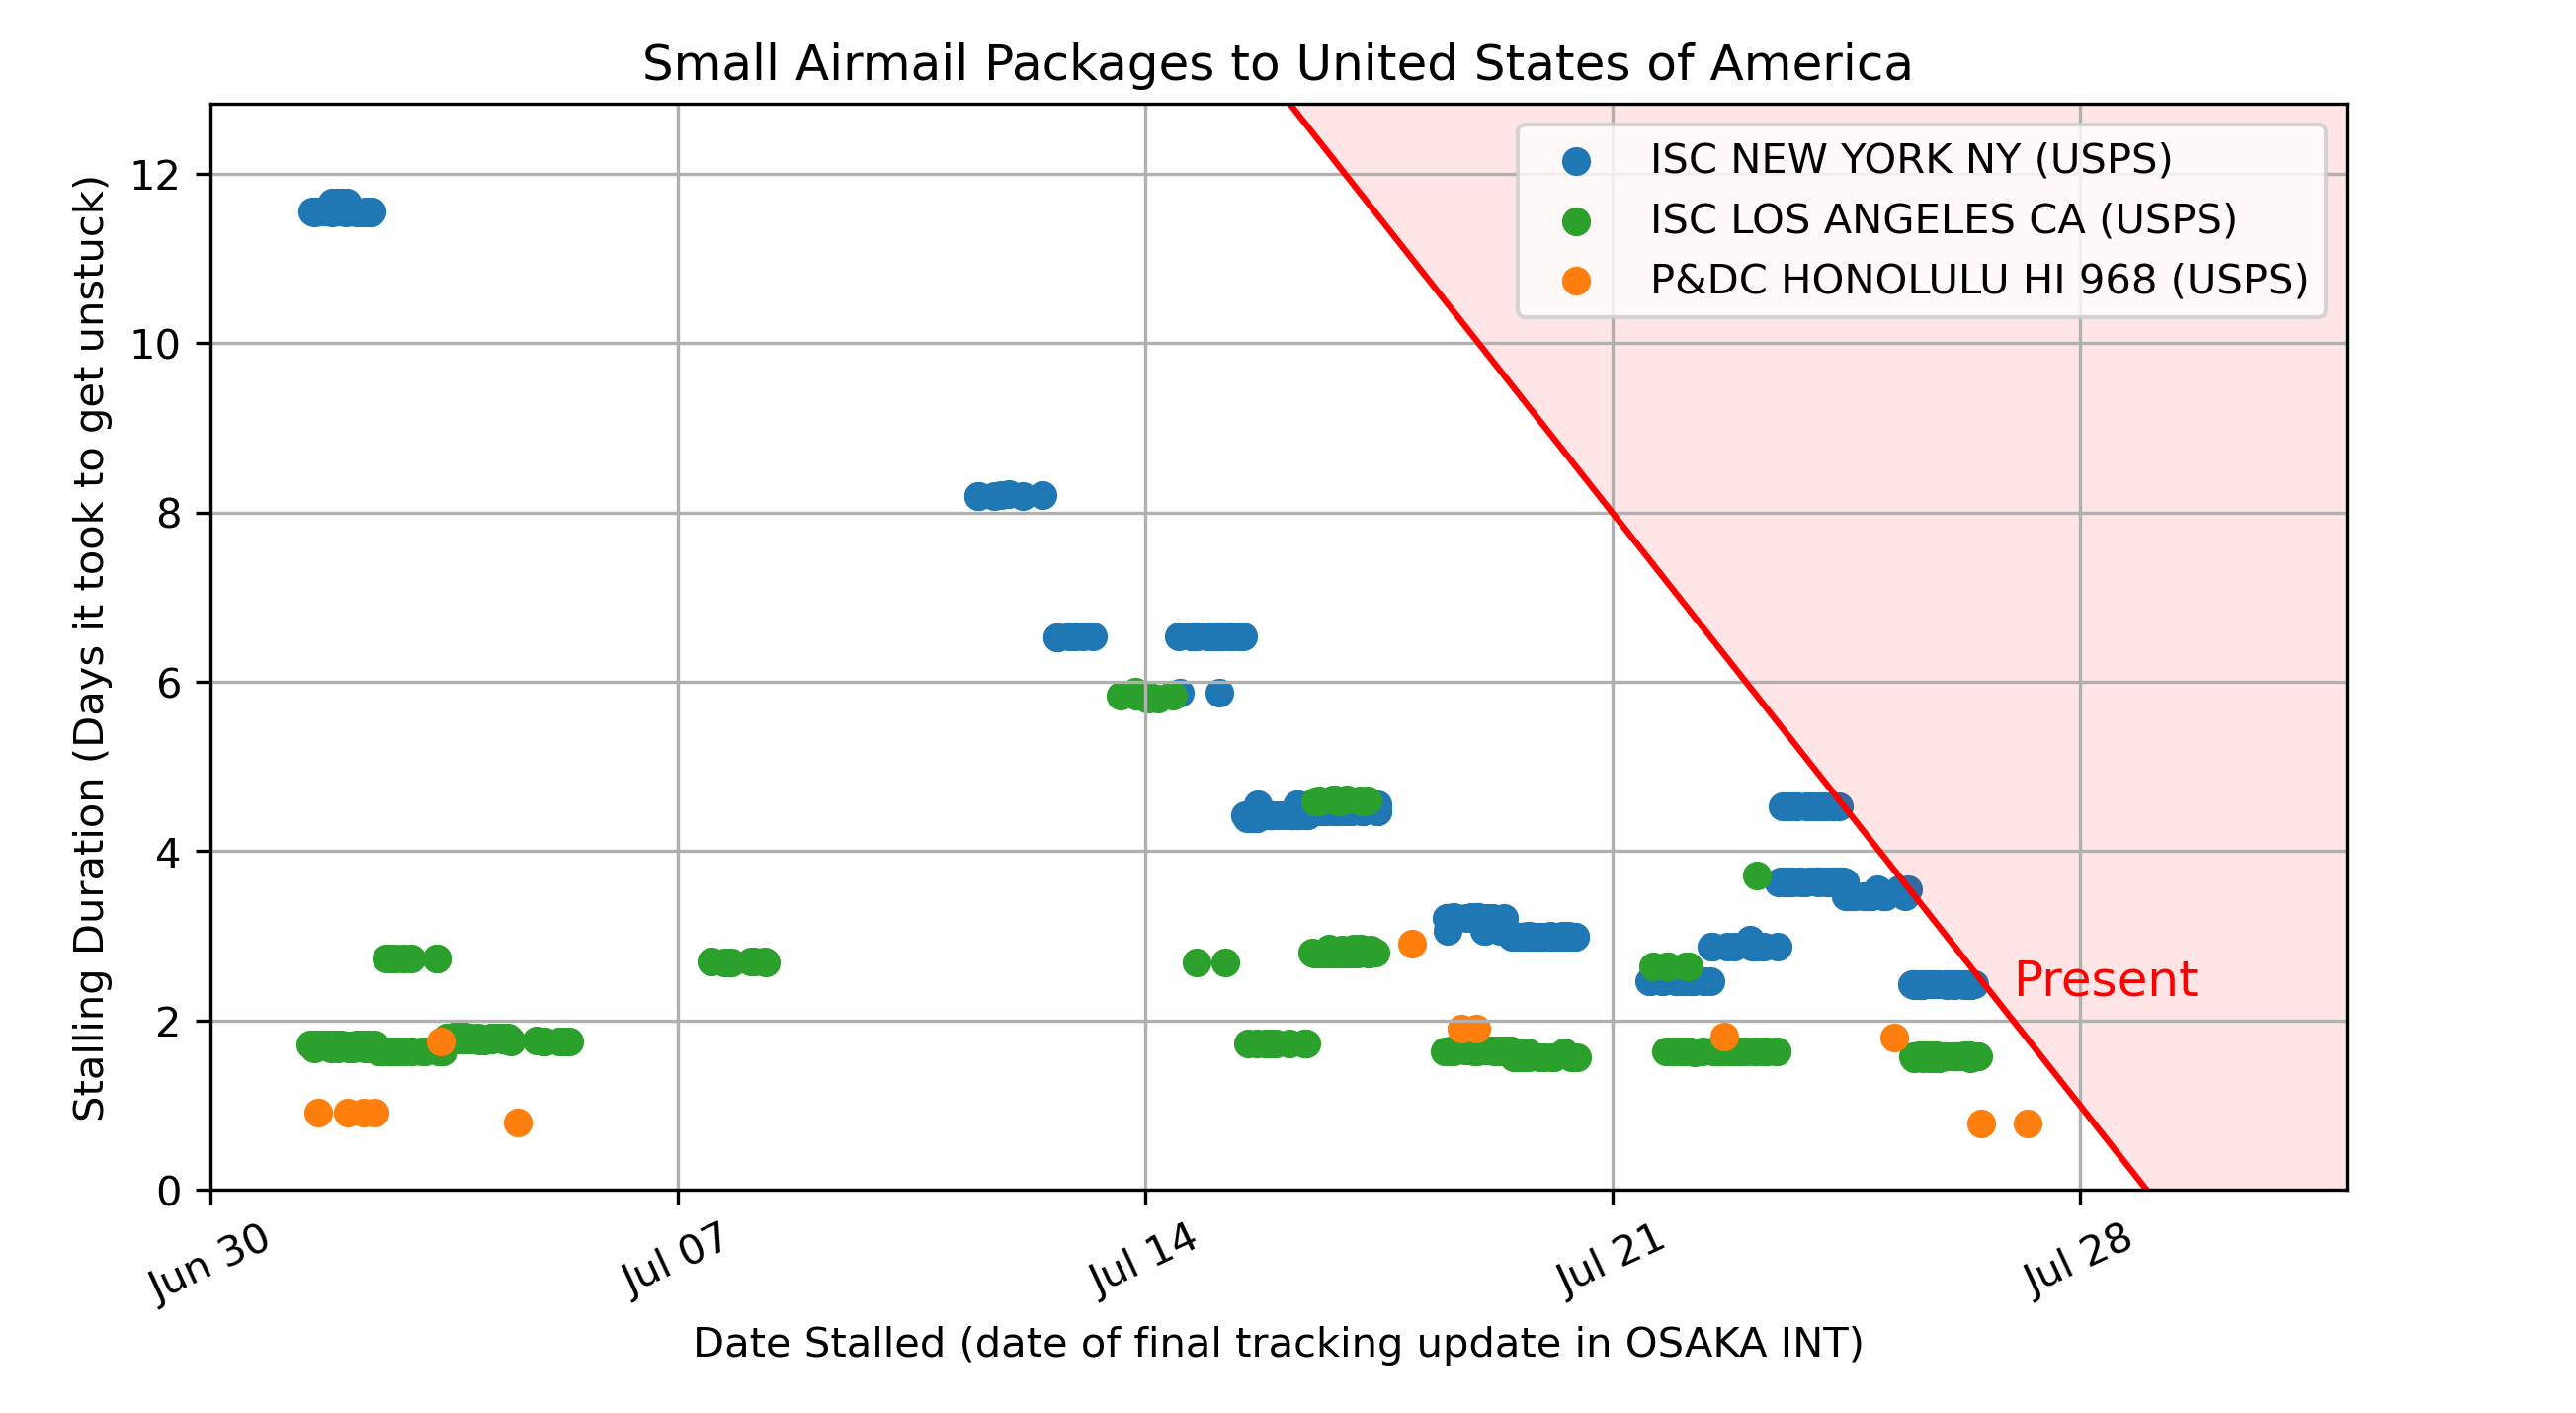 Small Airmail Packages to United States of America
Stalling Duration (Days it took to get unstuck)
12
10
8
6
4
2
0
ISC NEW YORK NY (USPS)
ISC LOS ANGELES CA (USPS)
P&DC HONOLULU HI 968 (USPS)
Present
Jun 30
Jul 07
Jul 14
Jul 21
Jul 28
Date Stalled (date of final tracking update in OSAKA INT)